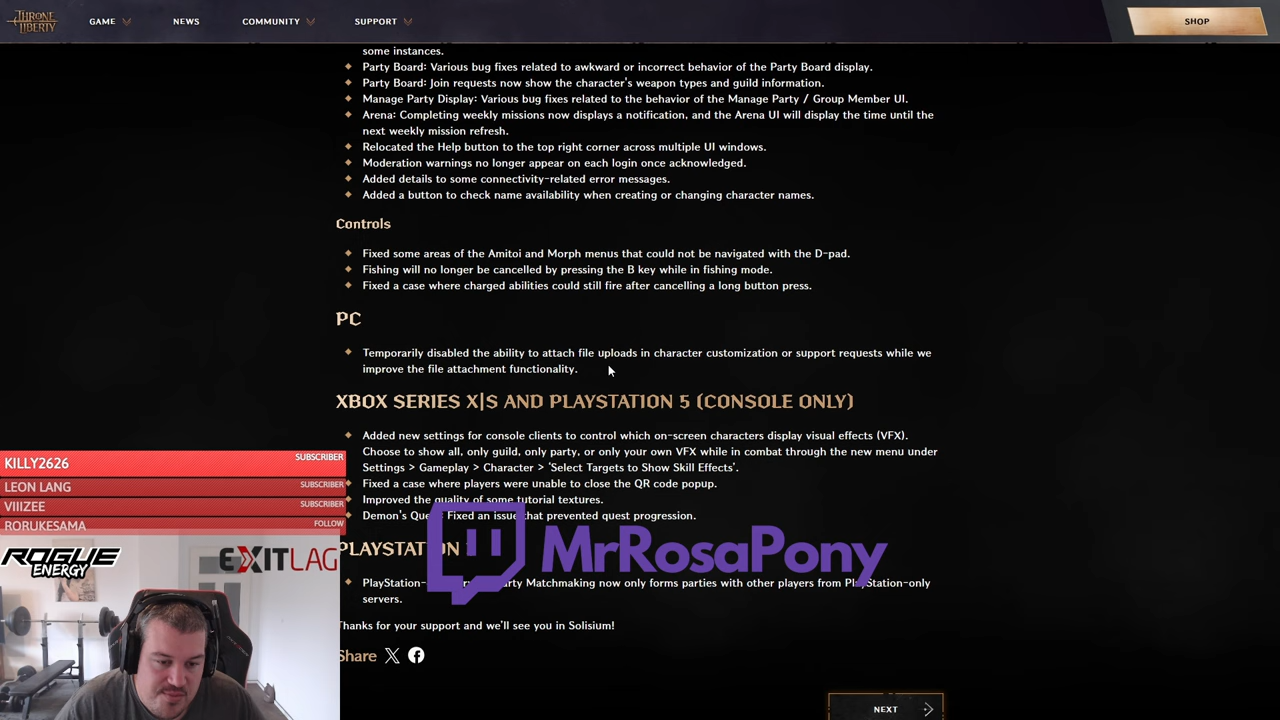 THRONE AND LIBERTY
GAME
NEWS
COMMUNITY
SUPPORT
SHOP
some instances.
Party Board: Various bug fixes related to awkward or incorrect behavior of the Party Board display.
Party Board: Join requests now show the character's weapon types and guild information.
Manage Party Display: Various bug fixes related to the behavior of the Manage Party / Group Member UI.
Arena: Completing weekly missions now displays a notification, and the Arena UI will display the time until the
next weekly mission refresh.
Relocated the Help button to the top right corner across multiple UI windows.
Moderation warnings no longer appear on each login once acknowledged.
Added details to some connectivity-related error messages.
Added a button to check name availability when creating or changing character names.
Controls
Fixed some areas of the Amitoi and Morph menus that could not be navigated with the D-pad.
Fishing will no longer be cancelled by pressing the B key while in fishing mode.
Fixed a case where charged abilities could still fire after cancelling a long button press.
PC
Temporarily disabled the ability to attach file uploads in character customization or support requests while we
improve the file attachment functionality.
XBOX SERIES X|S AND PLAYSTATION 5 (CONSOLE ONLY)
Added new settings for console clients to control which on-screen characters display visual effects (VFX).
Choose to show all, only guild, only party, or only your own VFX while in combat through the new menu under
Settings > Gameplay > Character > 'Select Targets to Show Skill Effects'.
Fixed a case where players were unable to close the QR code popup.
Improved the quality of some tutorial textures.
Demon's Fixed an issue that prevented quest progression.
PLAYSTATION
PlayStation- Matchmaking now only forms parties with other players from PlayStation-only
servers.
Thanks for your support and we'll see you in Solisium!
Share
NEXT
KILLY2626 SUBSCRIBER
LEON LANG SUBSCRIBER
VIIIZEE SUBSCRIBER
RORUKESAMA FOLLOW
ROGUE
ENERGY
EXITLAG
MrRosaPony